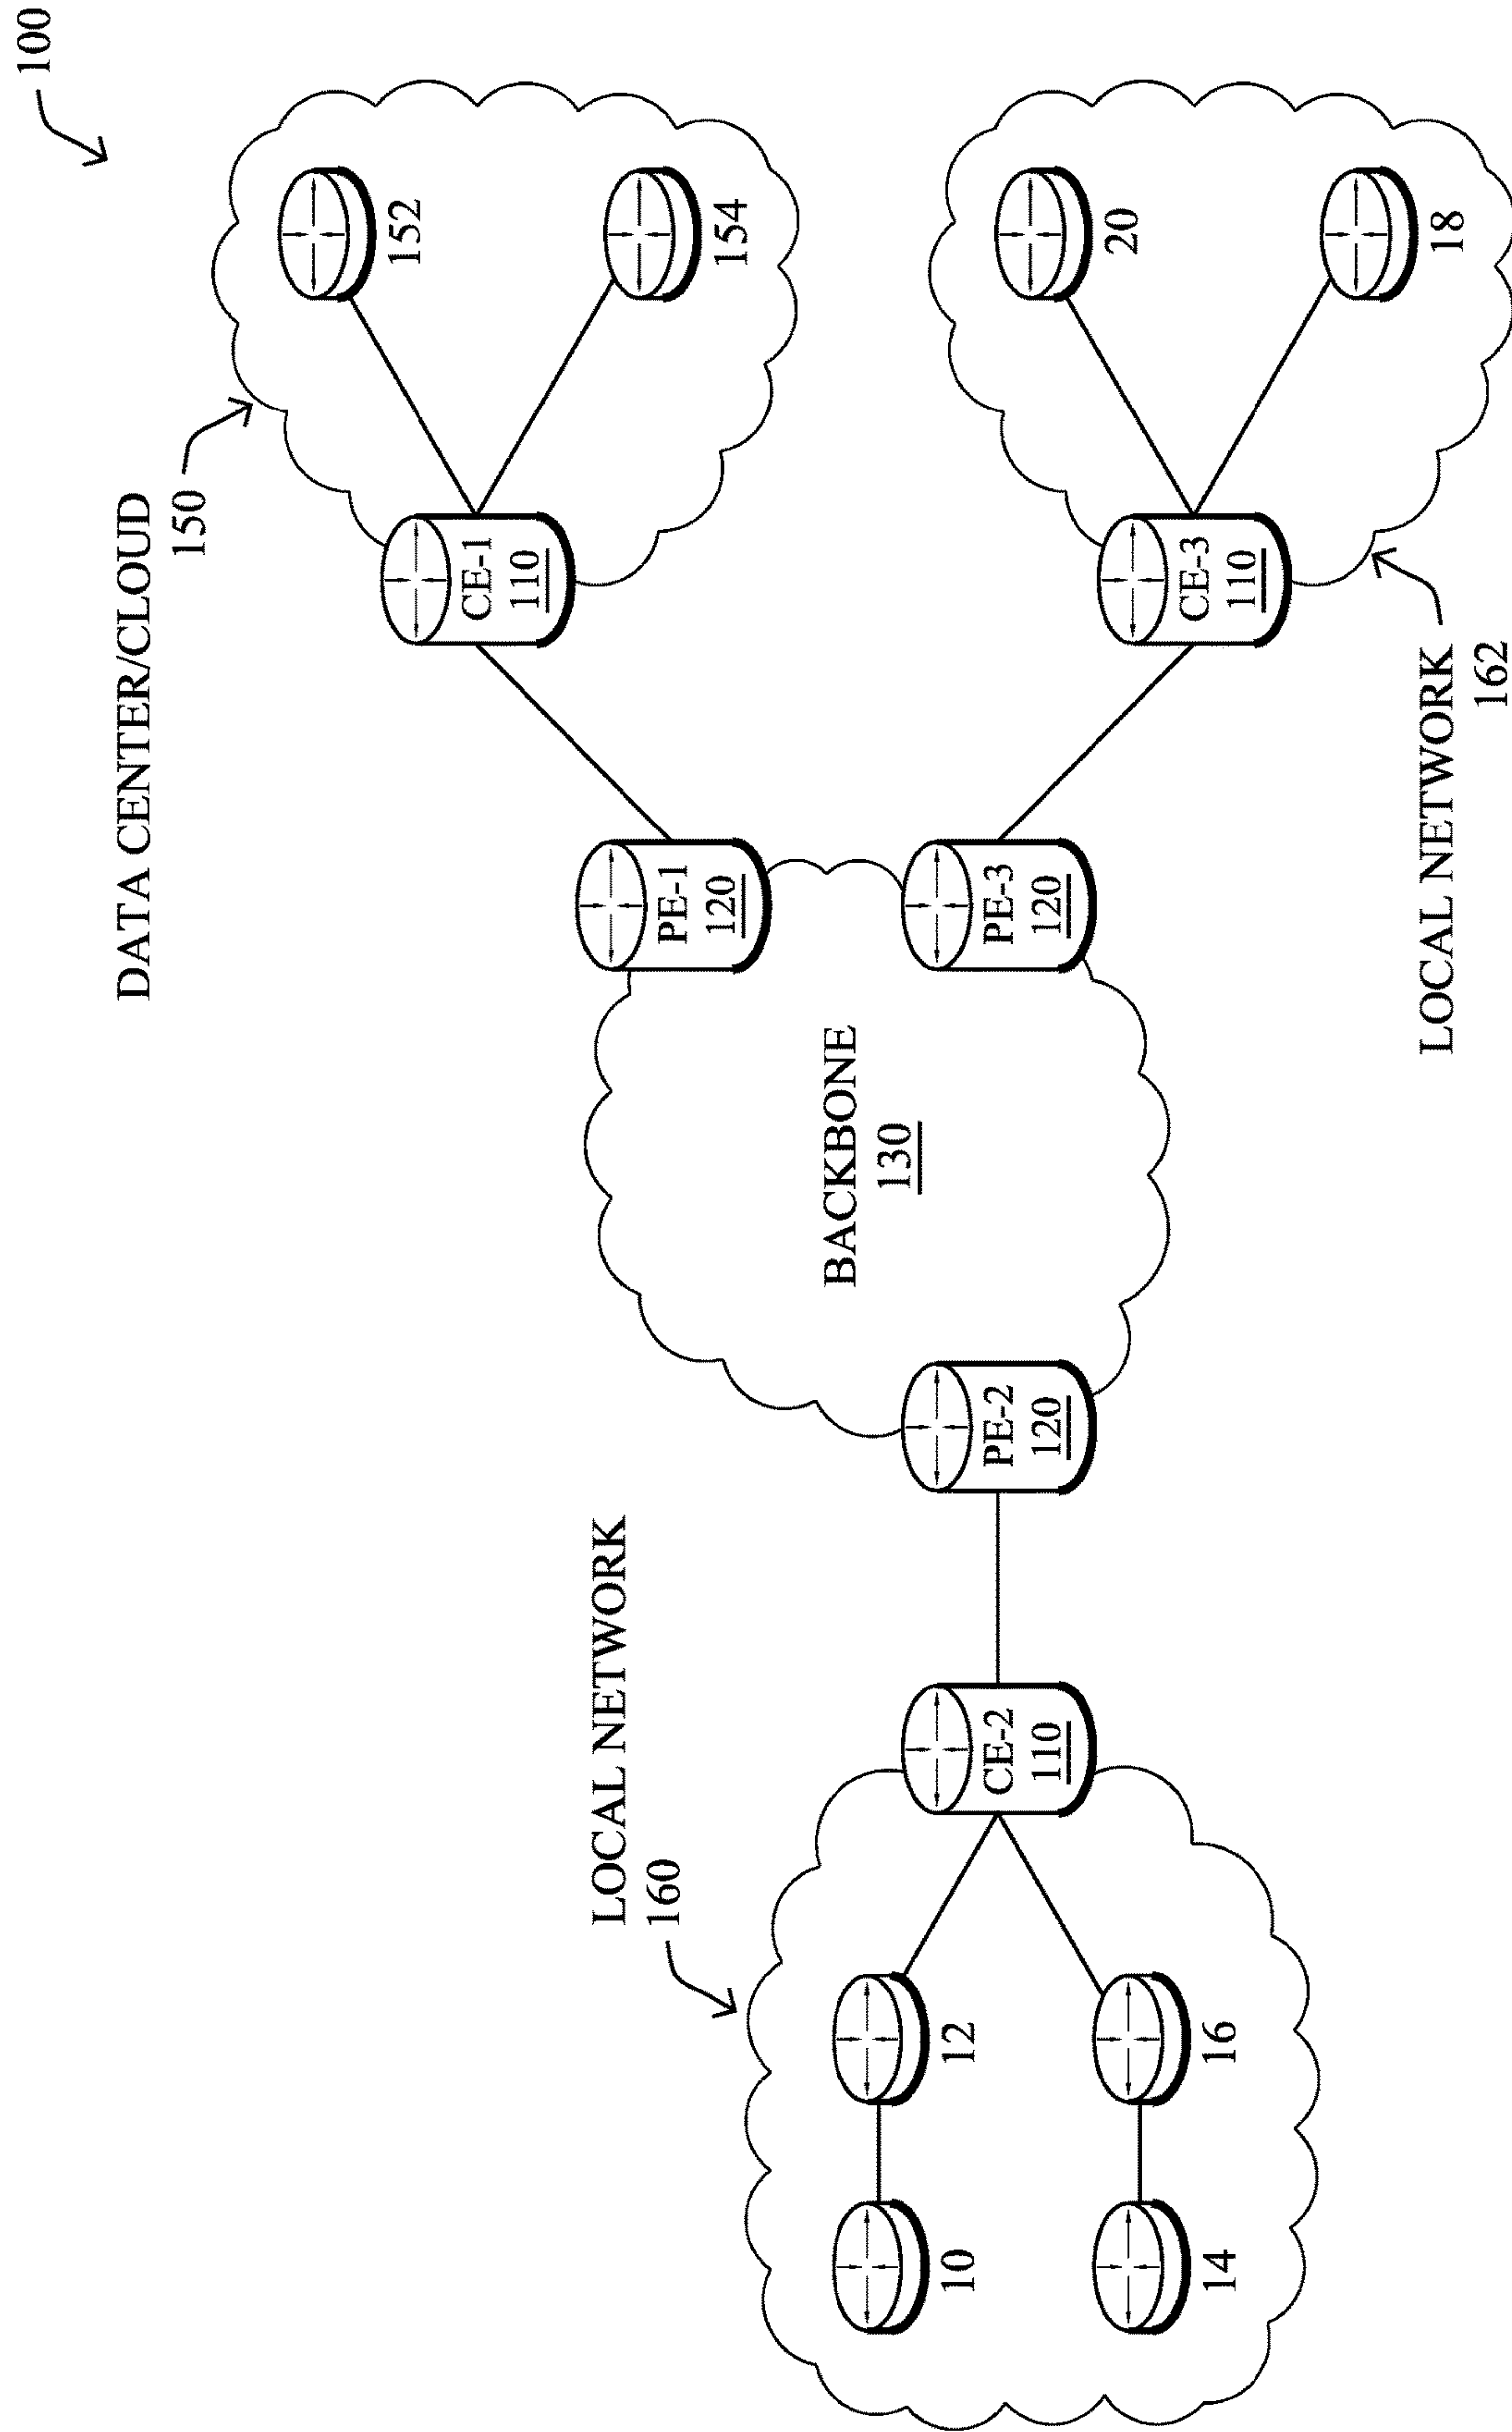 100
DATA CENTER/CLOUD
150
152
CE-1
110
154
LOCAL NETWORK
160
PE-1
120
BACKBONE
130
10
12
CE-2
110
PE-2
120
PE-3
120
20
14
16
CE-3
110
18
LOCAL NETWORK
162